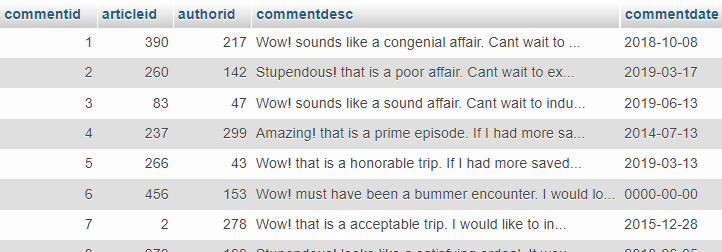 commentid articleid authorid commentdesc commentdate
1 390 217 Wow! sounds like a congenial affair. Cant wait to ... 2018-10-08
2 260 142 Stupendous! that is a poor affair. Cant wait to ex... 2019-03-17
3 83 47 Wow! sounds like a sound affair. Cant wait to indu... 2019-06-13
4 237 299 Amazing! that is a prime episode. If I had more sa... 2014-07-13
5 266 43 Wow! that is a honorable trip. If I had more saved... 2019-03-13
6 456 153 Wow! must have been a bummer encounter. I would lo... 0000-00-00
7 2 278 Wow! that is a acceptable trip. I would like to in... 2015-12-28